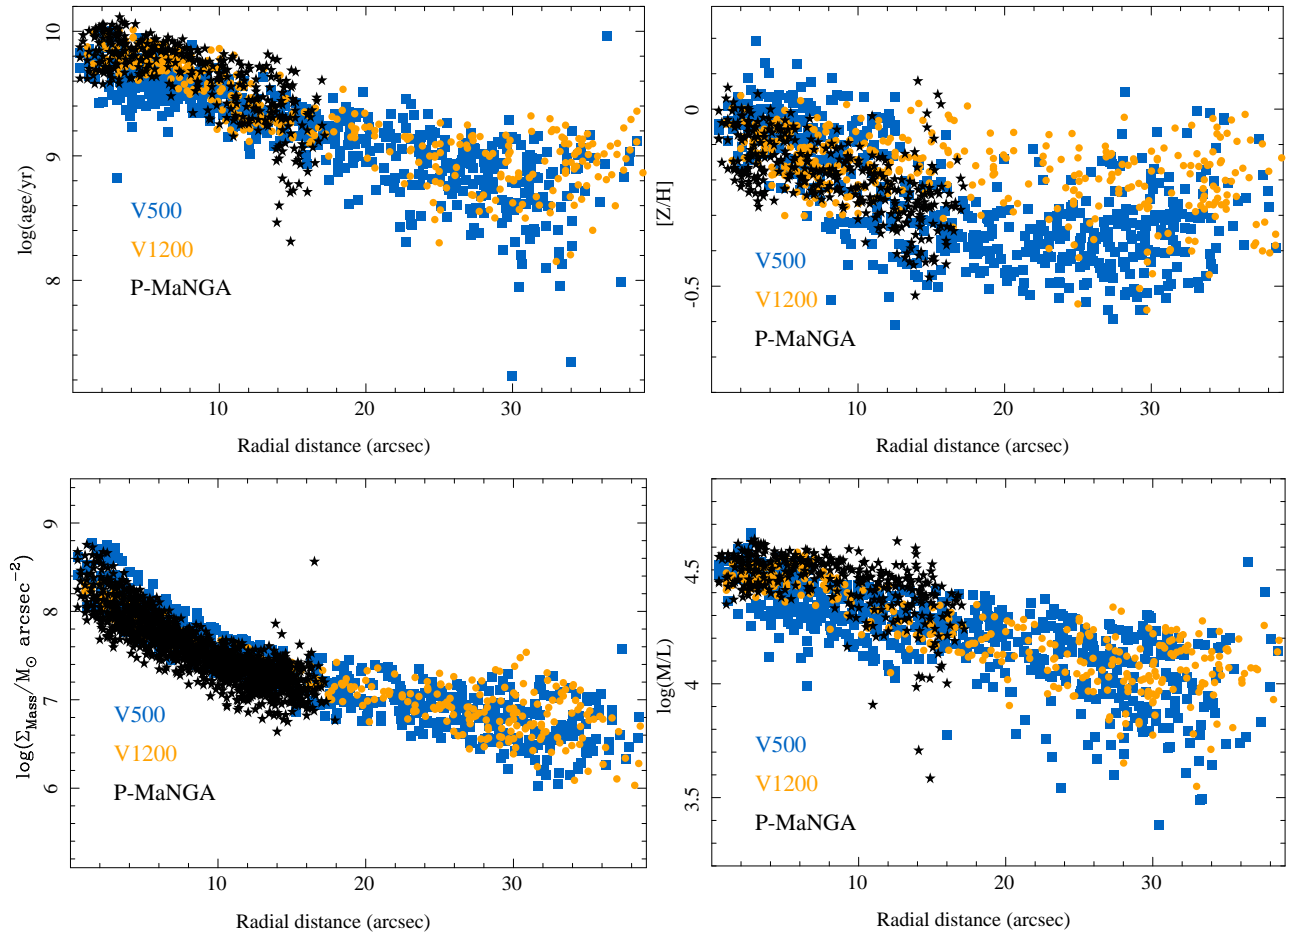 10
9
8
log(age/yr)
V500
V1200
P-MaNGA
10
20
30
Radial distance (arcsec)
0
-0.5
[Z/H]
V500
V1200
P-MaNGA
10
20
30
Radial distance (arcsec)
9
8
7
6
log(Σ_Mass/M_⊙ arcsec⁻²)
V500
V1200
P-MaNGA
10
20
30
Radial distance (arcsec)
4.5
4
3.5
log(M/L)
V500
V1200
P-MaNGA
10
20
30
Radial distance (arcsec)